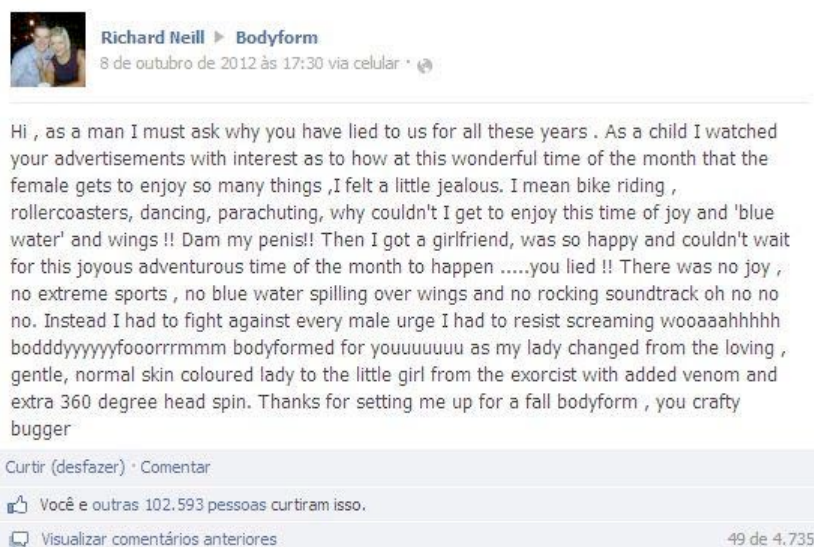 Richard Neill ▶ Bodyform
8 de outubro de 2012 às 17:30 via celular ·
Hi , as a man I must ask why you have lied to us for all these years . As a child I watched
your advertisements with interest as to how at this wonderful time of the month that the
female gets to enjoy so many things ,I felt a little jealous. I mean bike riding ,
rollercoasters, dancing, parachuting, why couldn't I get to enjoy this time of joy and 'blue
water' and wings !! Dam my penis!! Then I got a girlfriend, was so happy and couldn't wait
for this joyous adventurous time of the month to happen .....you lied !! There was no joy ,
no extreme sports , no blue water spilling over wings and no rocking soundtrack oh no no
no. Instead I had to fight against every male urge I had to resist screaming wooaaahhhhh
bodddyyyyyyfooorrrmmm bodyformed for youuuuuuu as my lady changed from the loving ,
gentle, normal skin coloured lady to the little girl from the exorcist with added venom and
extra 360 degree head spin. Thanks for setting me up for a fall bodyform , you crafty
bugger
Curtir (desfazer) · Comentar
Você e outras 102.593 pessoas curtiram isso.
Visualizar comentários anteriores 49 de 4.735